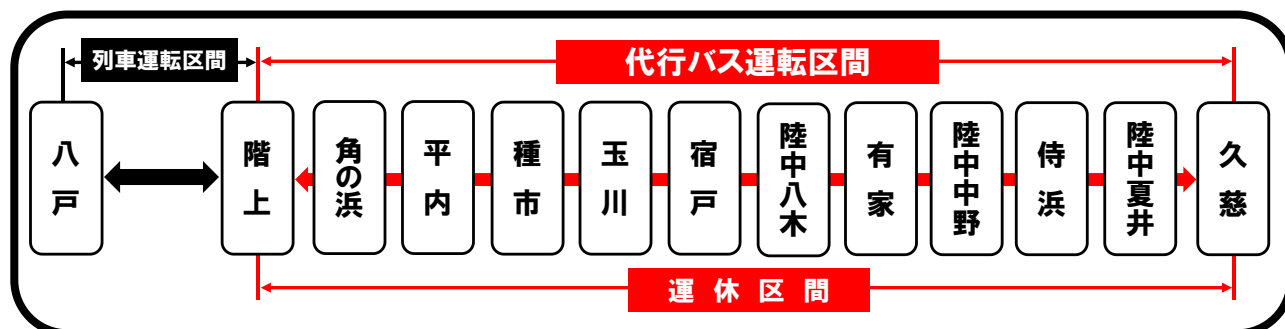 列車運転区間
代行バス運転区間
八戸
階上
角の浜
平内
種市
玉川
宿戸
陸中八木
有家
陸中中野
侍浜
陸中夏井
久慈
運休区間